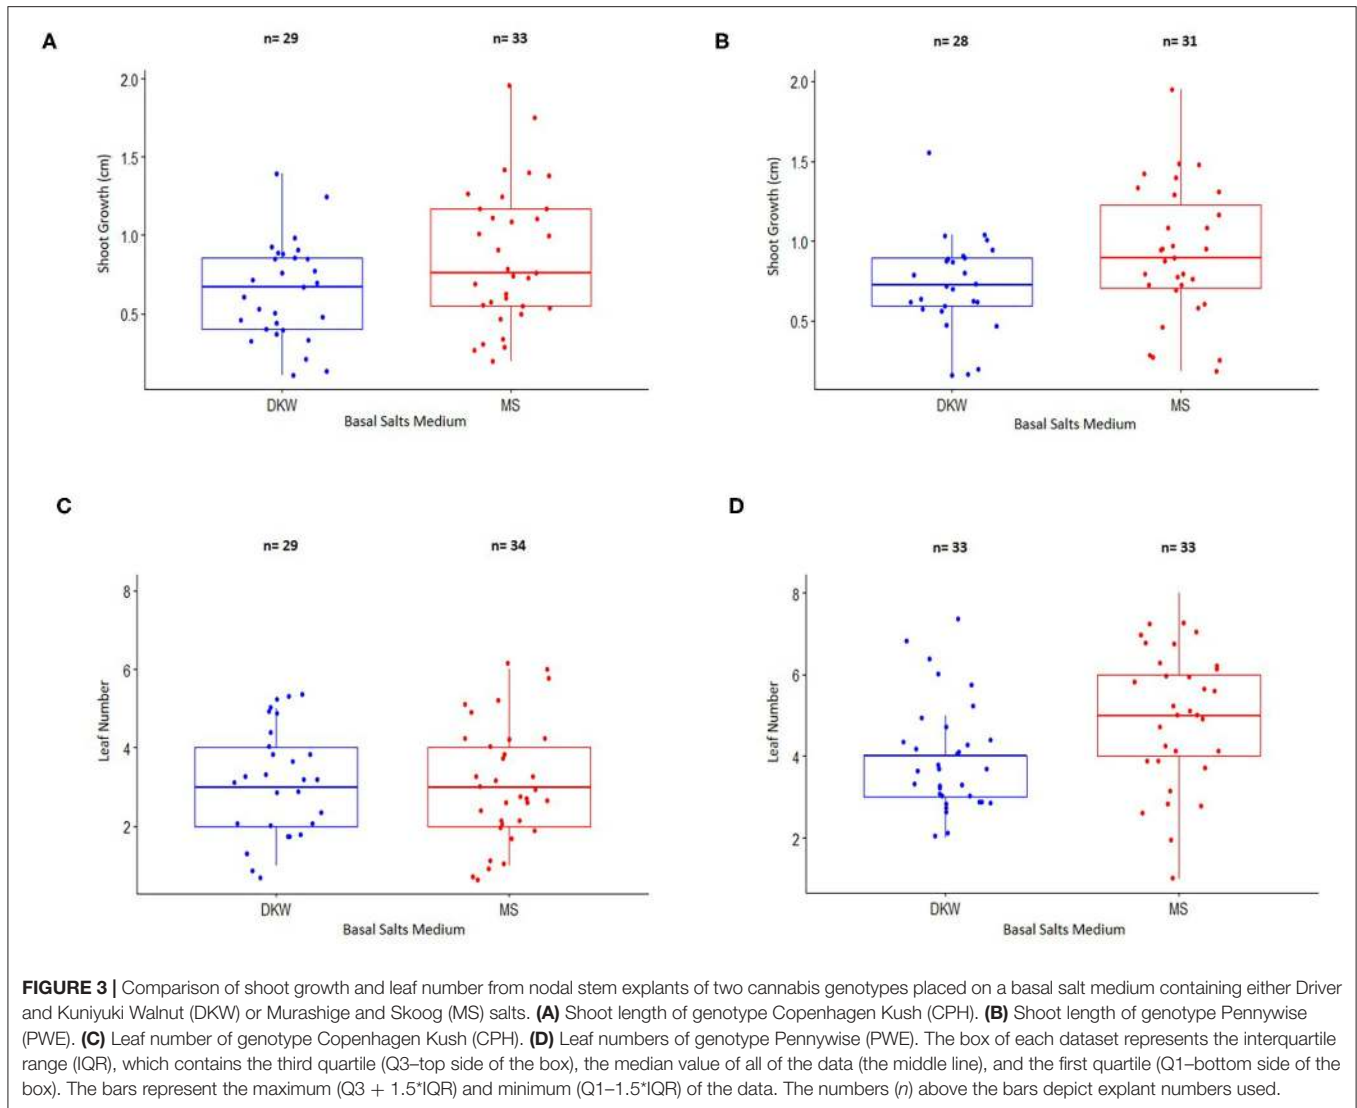 A
n= 29
n= 33
2.0
1.5
1.0
0.5
Shoot Growth (cm)
DKW
MS
Basal Salts Medium
B
n= 28
n= 31
2.0
1.5
1.0
0.5
Shoot Growth (cm)
DKW
MS
Basal Salts Medium
C
n= 29
n= 34
8
6
4
2
Leaf Number
DKW
MS
Basal Salts Medium
D
n= 33
n= 33
8
6
4
2
Leaf Number
DKW
MS
Basal Salts Medium
FIGURE 3 | Comparison of shoot growth and leaf number from nodal stem explants of two cannabis genotypes placed on a basal salt medium containing either Driver
and Kuniyuki Walnut (DKW) or Murashige and Skoog (MS) salts. (A) Shoot length of genotype Copenhagen Kush (CPH). (B) Shoot length of genotype Pennywise
(PWE). (C) Leaf number of genotype Copenhagen Kush (CPH). (D) Leaf numbers of genotype Pennywise (PWE). The box of each dataset represents the interquartile
range (IQR), which contains the third quartile (Q3–top side of the box), the median value of all of the data (the middle line), and the first quartile (Q1–bottom side of the
box). The bars represent the maximum (Q3 + 1.5*IQR) and minimum (Q1–1.5*IQR) of the data. The numbers (n) above the bars depict explant numbers used.